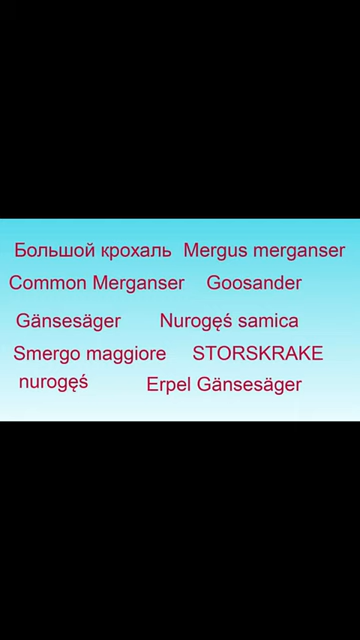 Большой крохаль Mergus merganser
Common Merganser Goosander
Gänsesäger Nurogęś samica
Smergo maggiore STORSKRAKE
nurogęś Erpel Gänsesäger